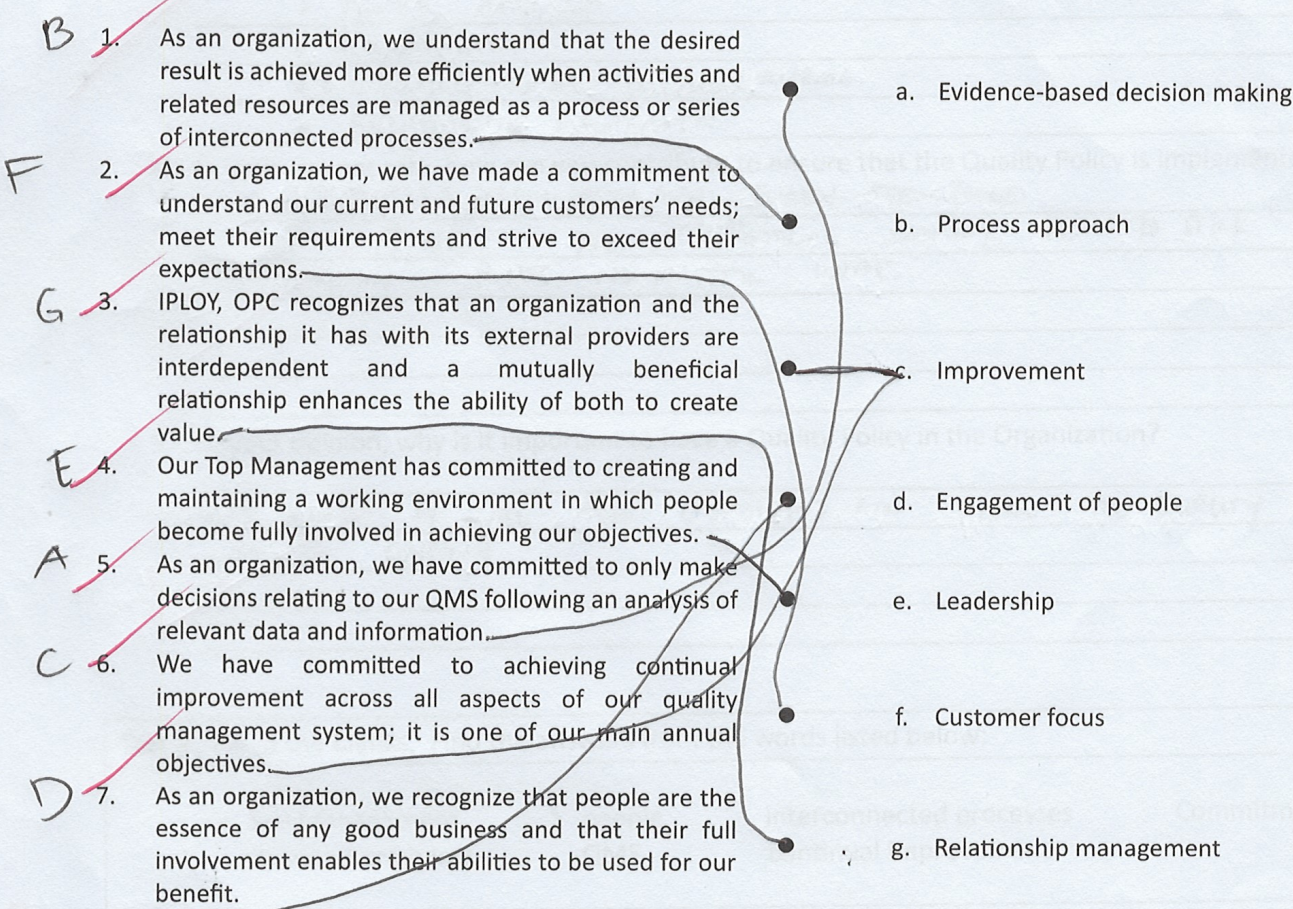 B 1. As an organization, we understand that the desired
result is achieved more efficiently when activities and
related resources are managed as a process or series
of interconnected processes.
F 2. As an organization, we have made a commitment to
understand our current and future customers’ needs;
meet their requirements and strive to exceed their
expectations.
G 3. IPLOY, OPC recognizes that an organization and the
relationship it has with its external providers are
interdependent and a mutually beneficial
relationship enhances the ability of both to create
value.
E 4. Our Top Management has committed to creating and
maintaining a working environment in which people
become fully involved in achieving our objectives.
A 5. As an organization, we have committed to only make
decisions relating to our QMS following an analysis of
relevant data and information.
C 6. We have committed to achieving continual
improvement across all aspects of our quality
management system; it is one of our main annual
objectives.
D 7. As an organization, we recognize that people are the
essence of any good business and that their full
involvement enables their abilities to be used for our
benefit.
a. Evidence-based decision making
b. Process approach
c. Improvement
d. Engagement of people
e. Leadership
f. Customer focus
g. Relationship management